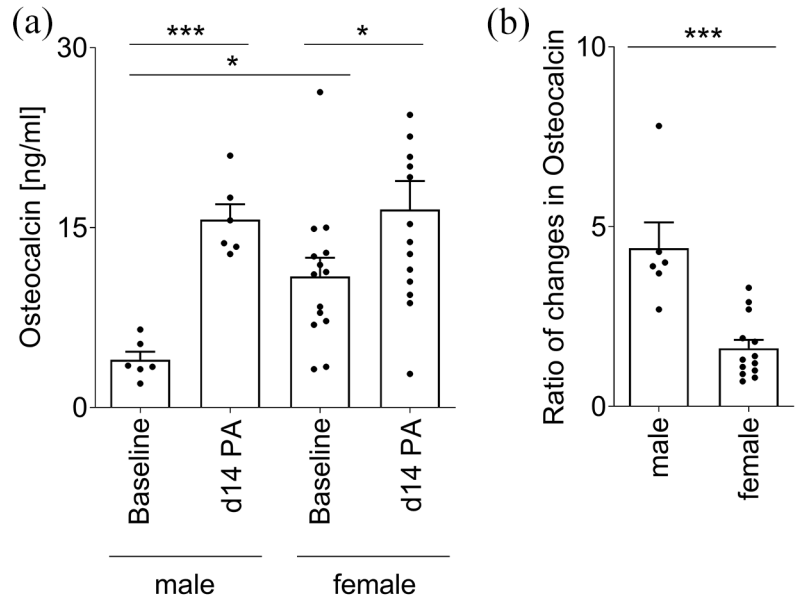 (a)
(b)
***
*
*
***
30
15
0
Osteocalcin [ng/ml]
Baseline
d14 PA
Baseline
d14 PA
male
female
10
5
0
Ratio of changes in Osteocalcin
male
female